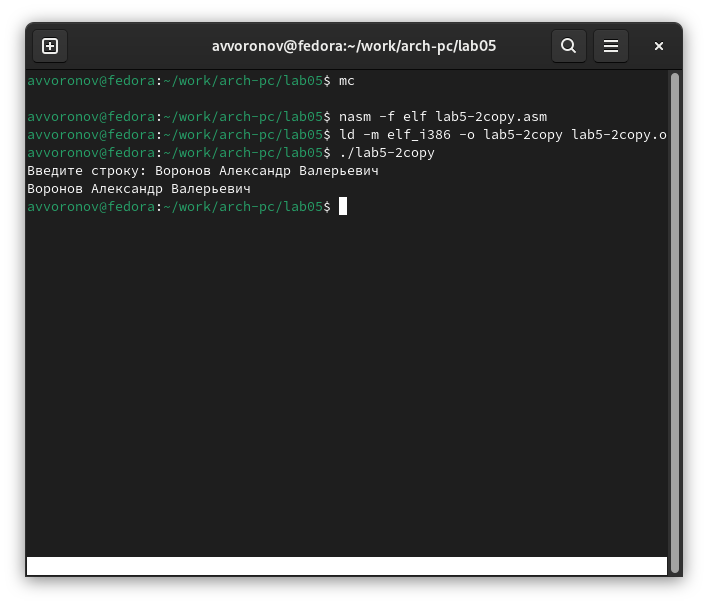 avvoronov@fedora:~/work/arch-pc/lab05
avvoronov@fedora:~/work/arch-pc/lab05$ mc
avvoronov@fedora:~/work/arch-pc/lab05$ nasm -f elf lab5-2copy.asm
avvoronov@fedora:~/work/arch-pc/lab05$ ld -m elf_i386 -o lab5-2copy lab5-2copy.o
avvoronov@fedora:~/work/arch-pc/lab05$ ./lab5-2copy
Введите строку: Воронов Александр Валерьевич
Воронов Александр Валерьевич
avvoronov@fedora:~/work/arch-pc/lab05$